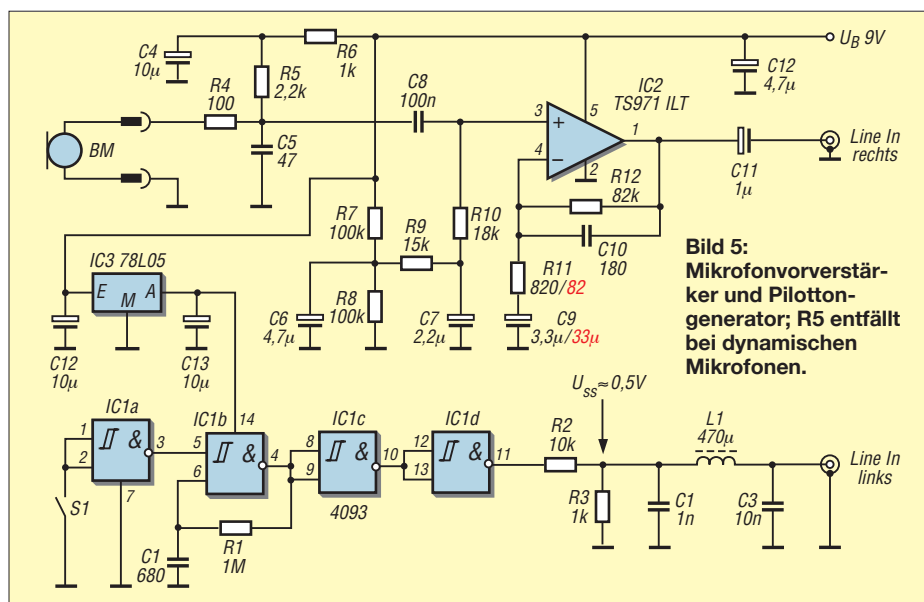 C4
10µ
R6
1k
U_B 9V
R5
2,2k
R4
100
C8
100n
IC2
TS971 ILT
C12
4,7µ
BM
C5
47
3
+
5
1
4
–
2
Line In
rechts
C11
1µ
R12
82k
R7
100k
R9
15k
R10
18k
C10
180
IC3 78L05
E
M
A
R8
100k
R11
820/82
C6
4,7µ
C7
2,2µ
C9
3,3µ/33µ
C12
10µ
C13
10µ
Bild 5:
Mikrofonvorverstär-
ker und Pilotton-
generator; R5 entfällt
bei dynamischen
Mikrofonen.
U_SS≈0,5V
IC1a
IC1b
14
IC1c
IC1d
1
2
&
3
7
5
6
&
4
8
9
&
10
12
13
&
11
4093
R2
10k
L1
470µ
Line In
links
S1
C1
680
R1
1M
R3
1k
C1
1n
C3
10n